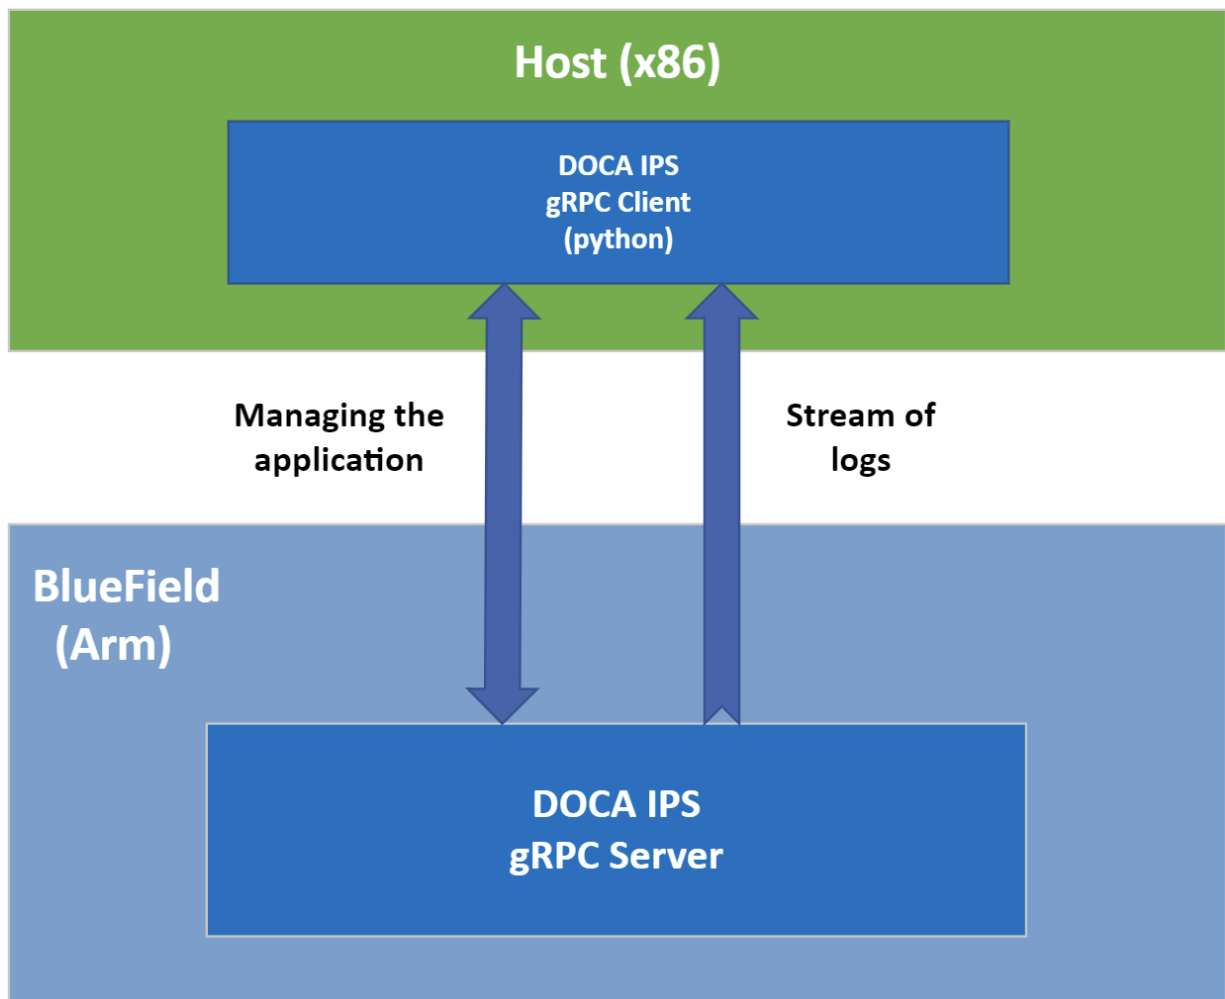 Host (x86)
DOCA IPS
gRPC Client
(python)
Managing the
application
Stream of
logs
BlueField
(Arm)
DOCA IPS
gRPC Server